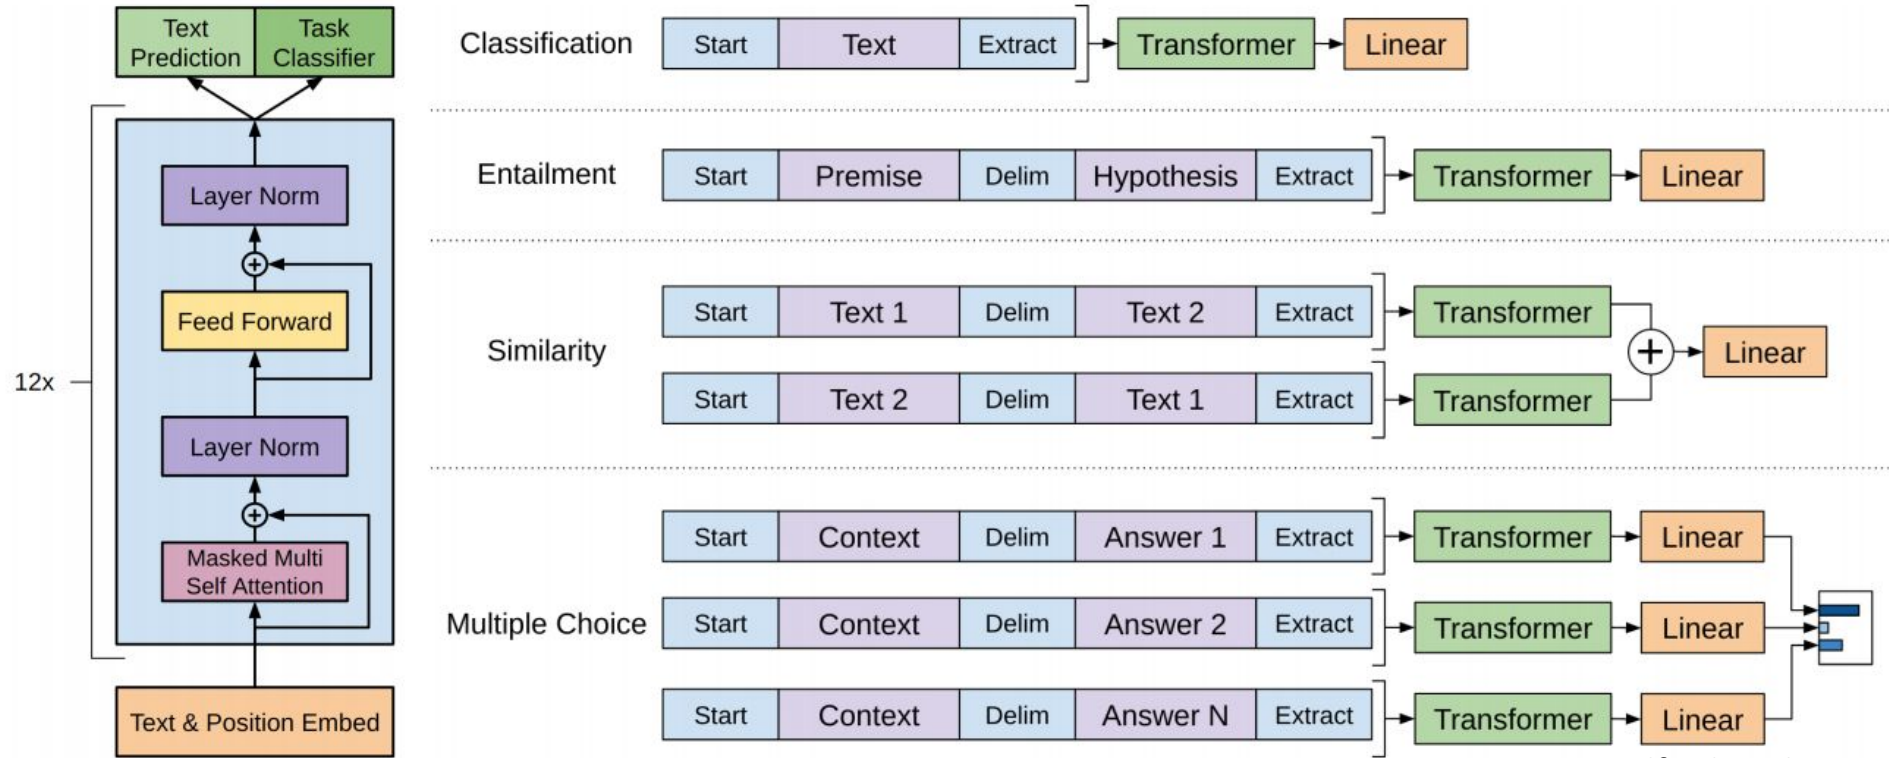 Text
Prediction
Task
Classifier
12x
Layer Norm
+
Feed Forward
Layer Norm
+
Masked Multi
Self Attention
Text & Position Embed
Classification
Start Text Extract Transformer Linear
Entailment
Start Premise Delim Hypothesis Extract Transformer Linear
Similarity
Start Text 1 Delim Text 2 Extract Transformer
+ Linear
Start Text 2 Delim Text 1 Extract Transformer
Multiple Choice
Start Context Delim Answer 1 Extract Transformer Linear
Start Context Delim Answer 2 Extract Transformer Linear
Start Context Delim Answer N Extract Transformer Linear